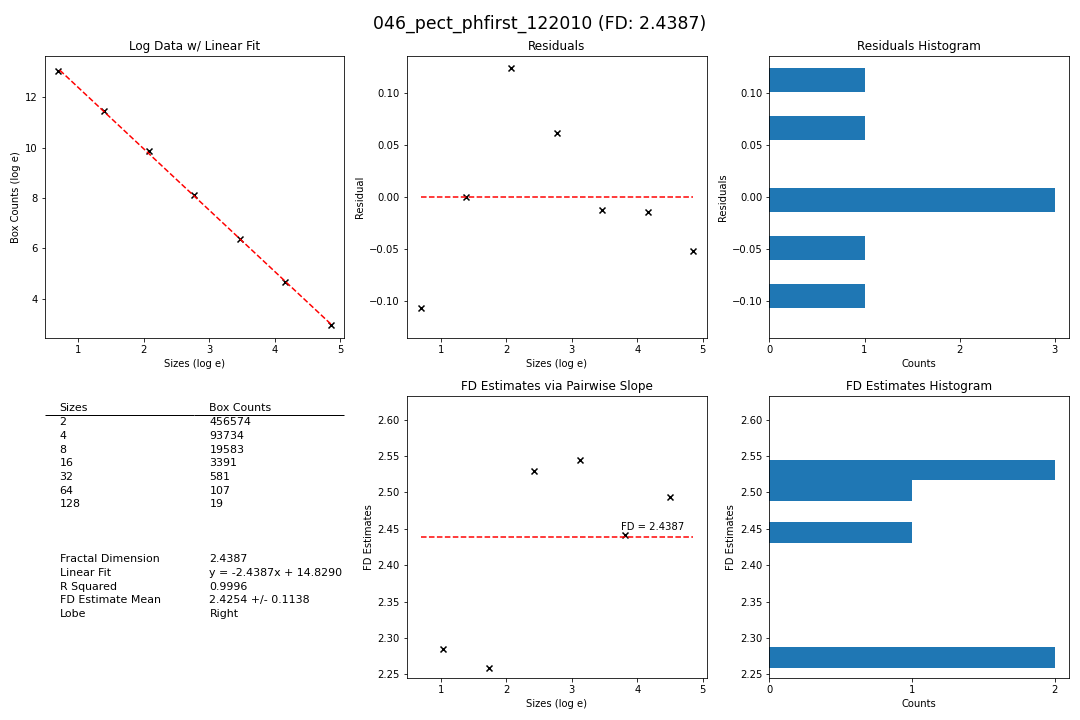 046_pect_phfirst_122010 (FD: 2.4387)
Log Data w/ Linear Fit
Box Counts (log e)
12
10
8
6
4
1 2 3 4 5
Sizes (log e)
Residuals
Residual
0.10
0.05
0.00
−0.05
−0.10
1 2 3 4 5
Sizes (log e)
Residuals Histogram
Residuals
0.10
0.05
0.00
−0.05
−0.10
0 1 2 3
Counts
Sizes Box Counts
2 456574
4 93734
8 19583
16 3391
32 581
64 107
128 19
Fractal Dimension 2.4387
Linear Fit y = -2.4387x + 14.8290
R Squared 0.9996
FD Estimate Mean 2.4254 +/- 0.1138
Lobe Right
FD Estimates via Pairwise Slope
FD Estimates
2.60
2.55
2.50
2.45
2.40
2.35
2.30
2.25
FD = 2.4387
1 2 3 4 5
Sizes (log e)
FD Estimates Histogram
FD Estimates
2.60
2.55
2.50
2.45
2.40
2.35
2.30
2.25
0 1 2
Counts